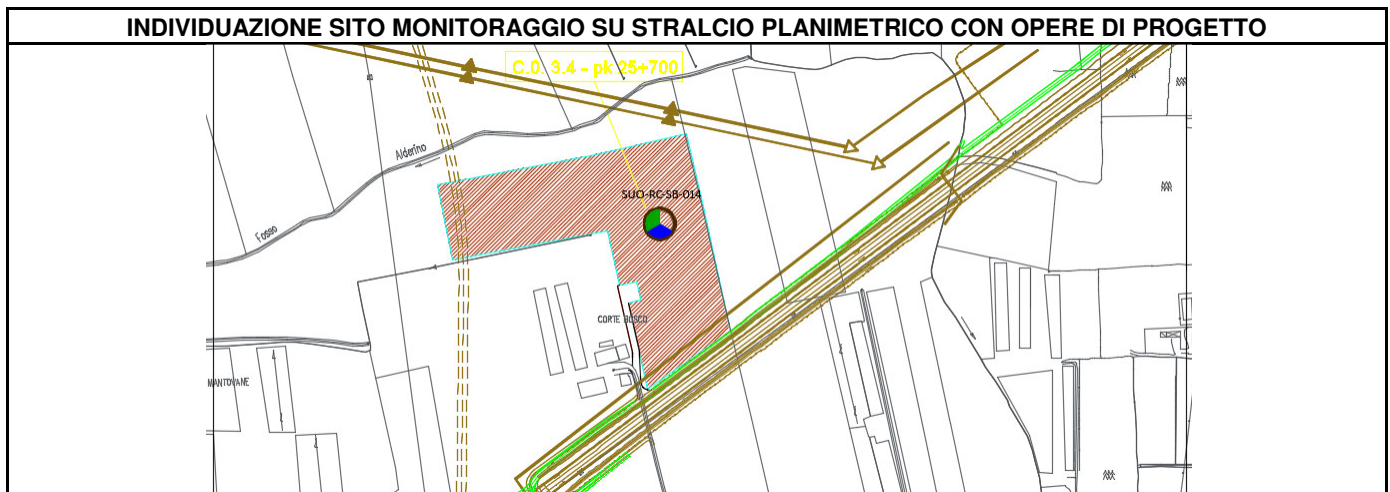 INDIVIDUAZIONE SITO MONITORAGGIO SU STRALCIO PLANIMETRICO CON OPERE DI PROGETTO
C.O. 3.4 - pk 25+700
Alderino
SUO-RC-SB-014
Fosso
CORTE BOSCO
MANTOVANE